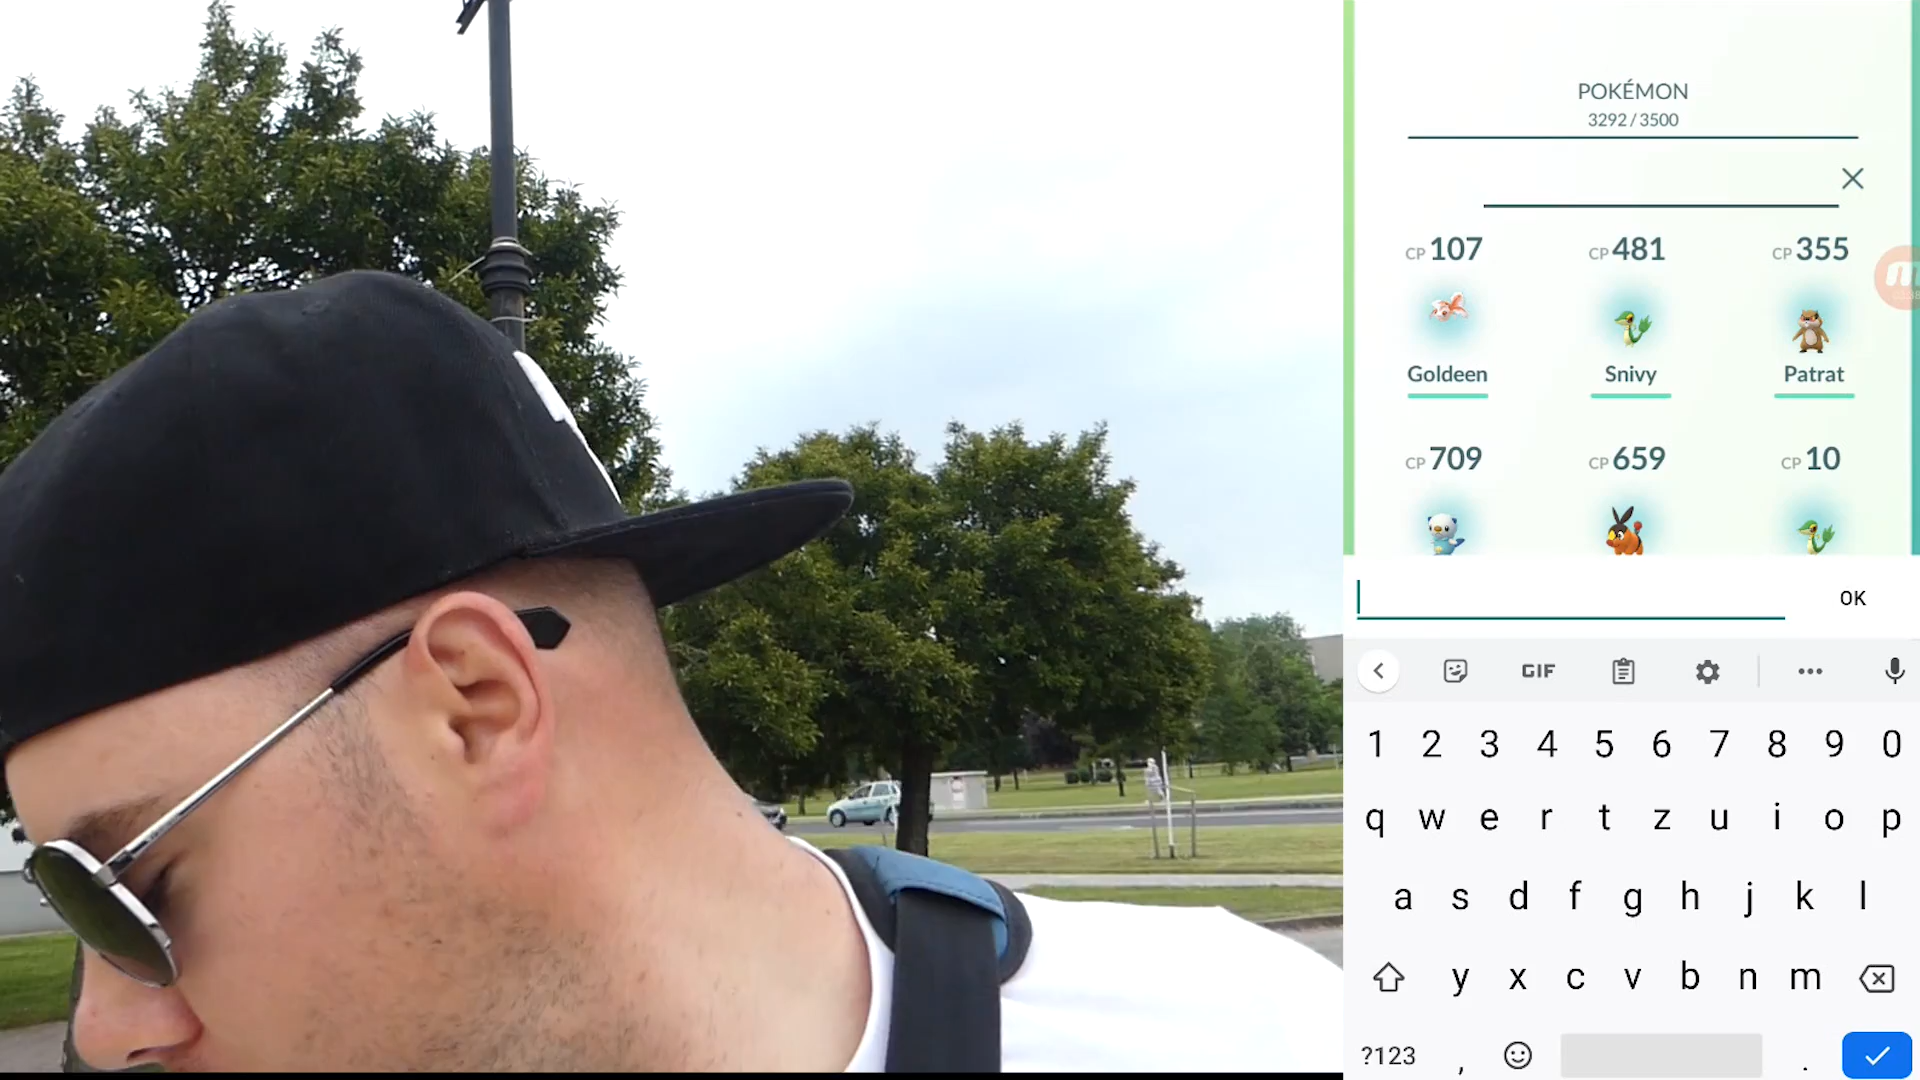 POKÉMON
3292 / 3500
CP 107 CP 481 CP 355
Goldeen Snivy Patrat
CP 709 CP 659 CP 10
OK
GIF
1 2 3 4 5 6 7 8 9 0
q w e r t z u i o p
a s d f g h j k l
y x c v b n m
?123 , .